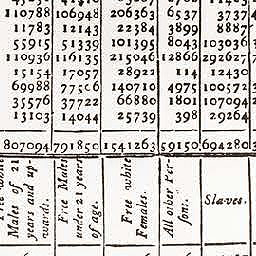 110788 106948 206363 6537 3737
11783 12143 22384 3899 8887
55915 51339 101395 8043 103036
110936 116135 215046 12866 292627
15154 17057 28922 114 12430
69988 77506 140710 4975 100572
35576 37722 66880 1801 107094
13103 14044 25739 398 29264
807094 791850 1541263 59150 694280
Males of 21 years and upwards.
Free Males under 21 years of age.
Free white Females.
All other Persons.
Slaves.